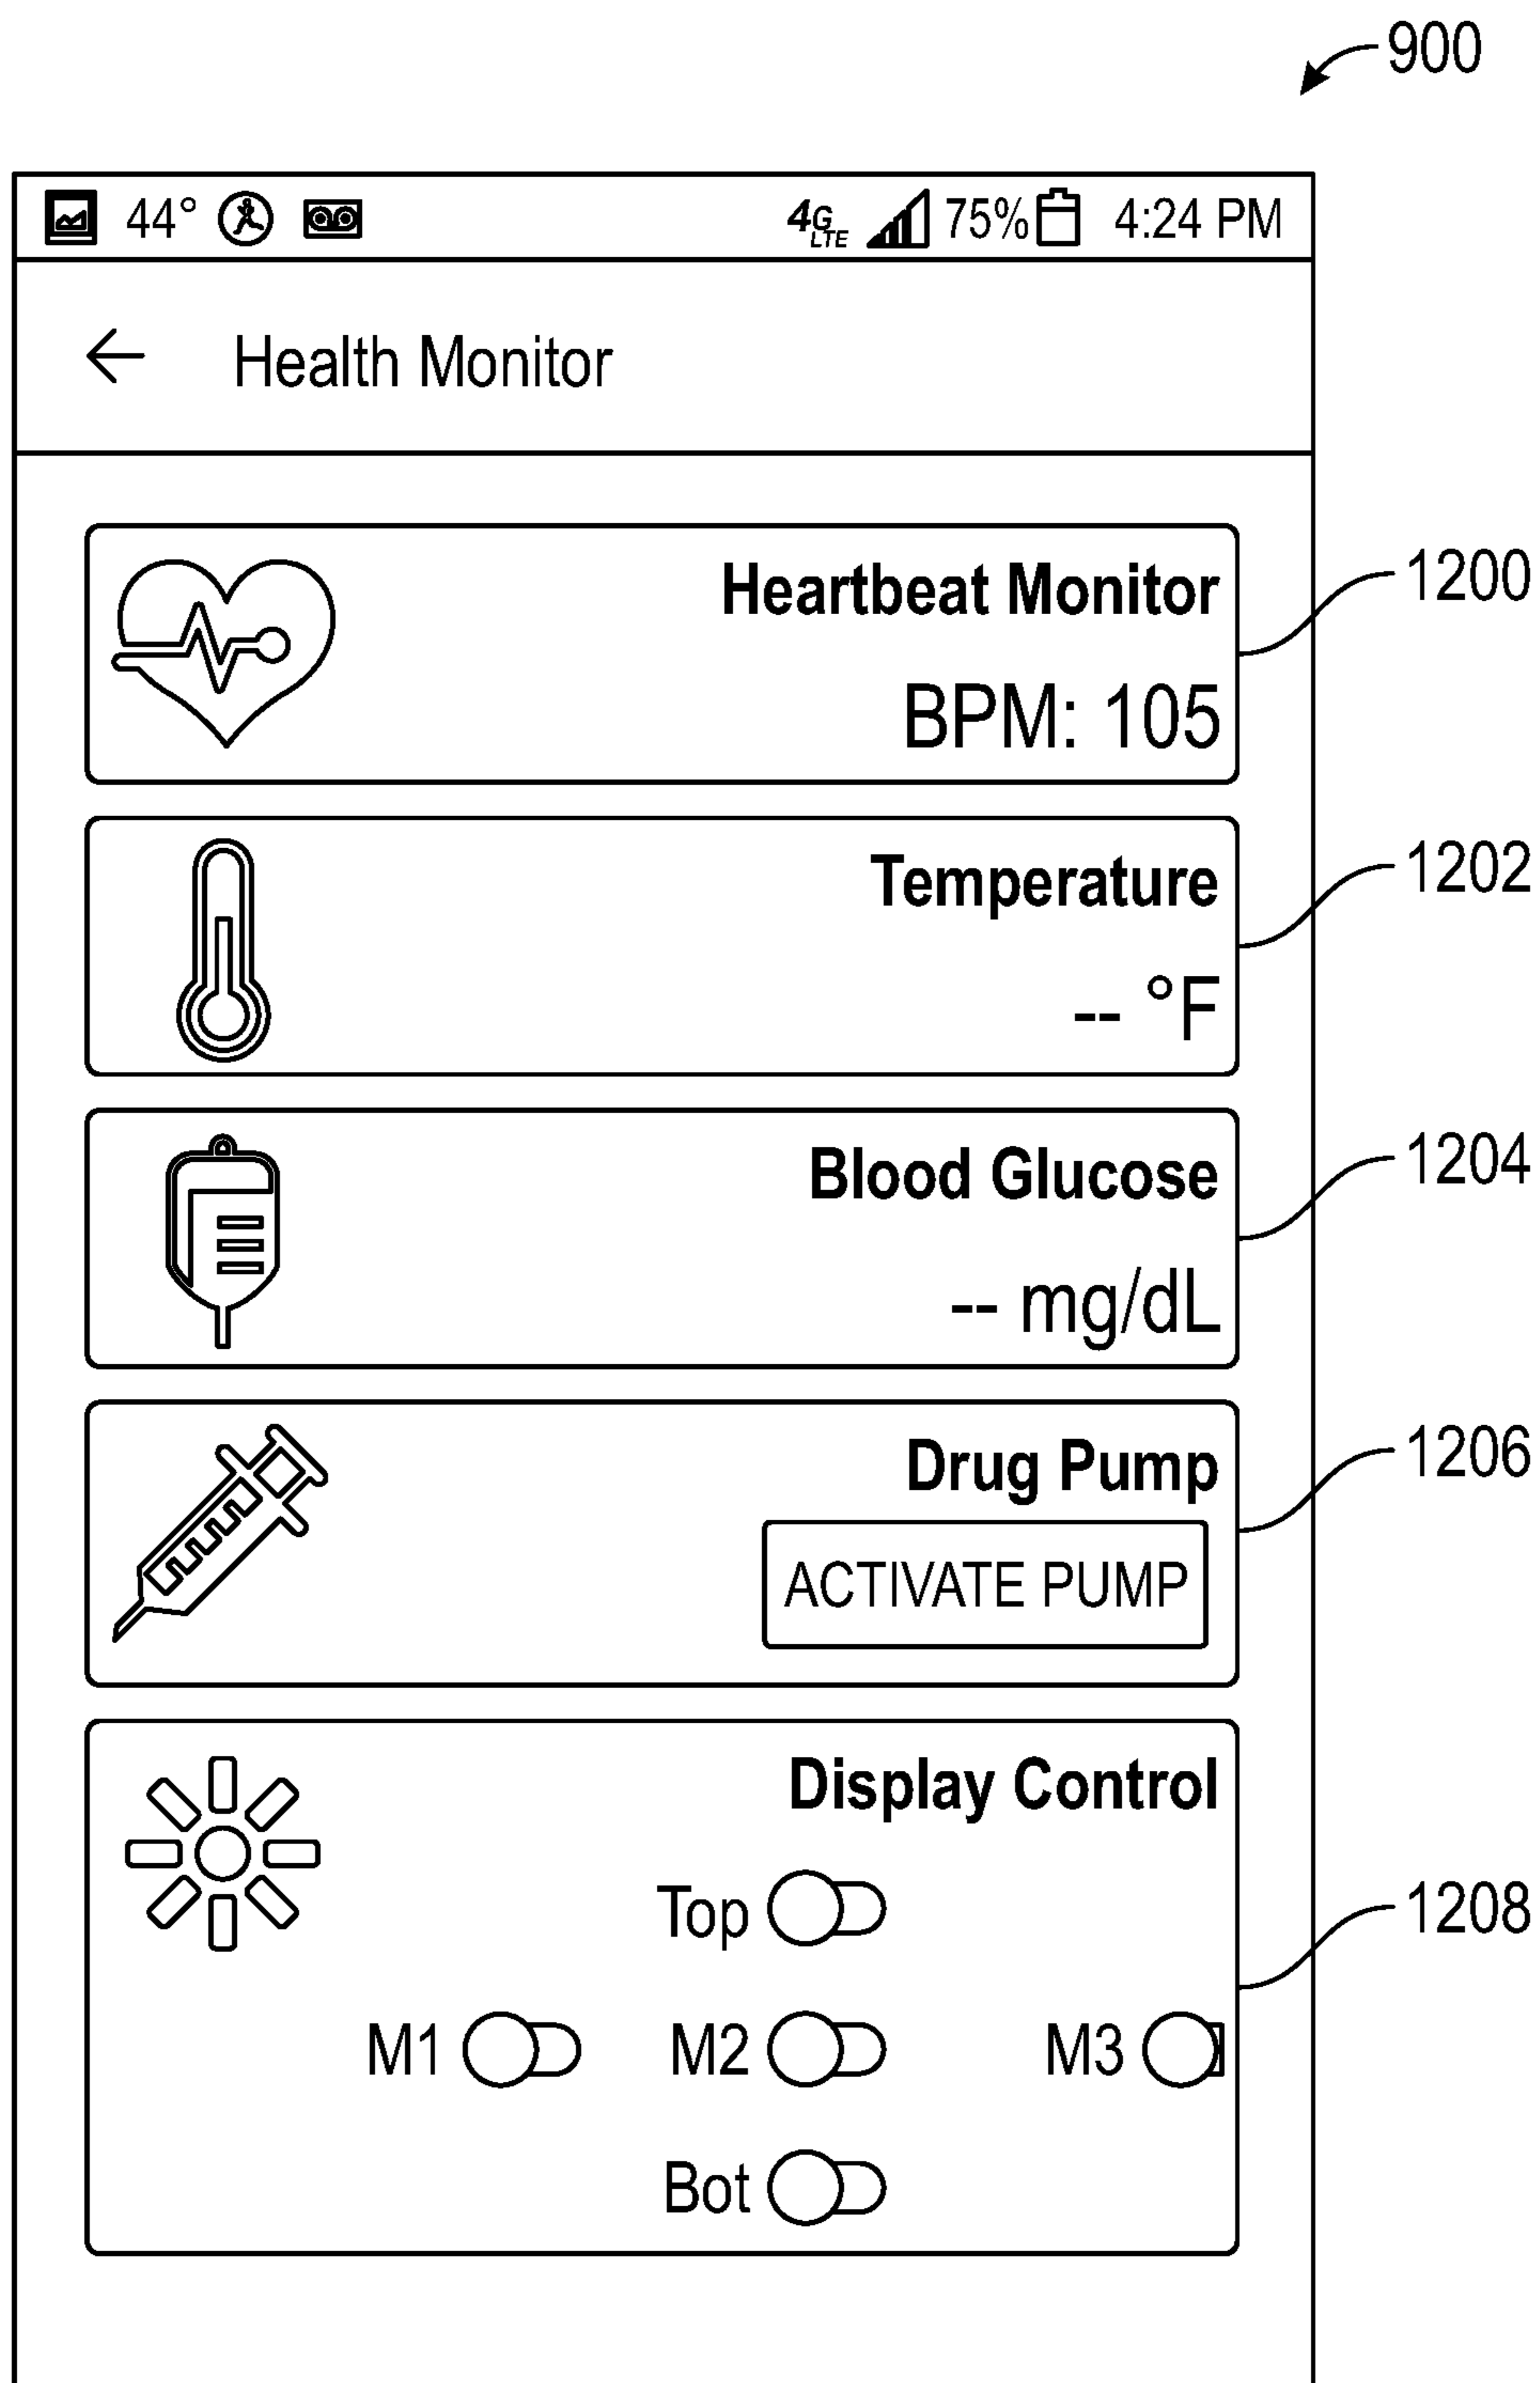 900
44° 4G LTE 75% 4:24 PM
Health Monitor
Heartbeat Monitor
1200
BPM: 105
Temperature
1202
-- °F
Blood Glucose
1204
-- mg/dL
Drug Pump
1206
ACTIVATE PUMP
Display Control
Top
1208
M1 M2 M3
Bot